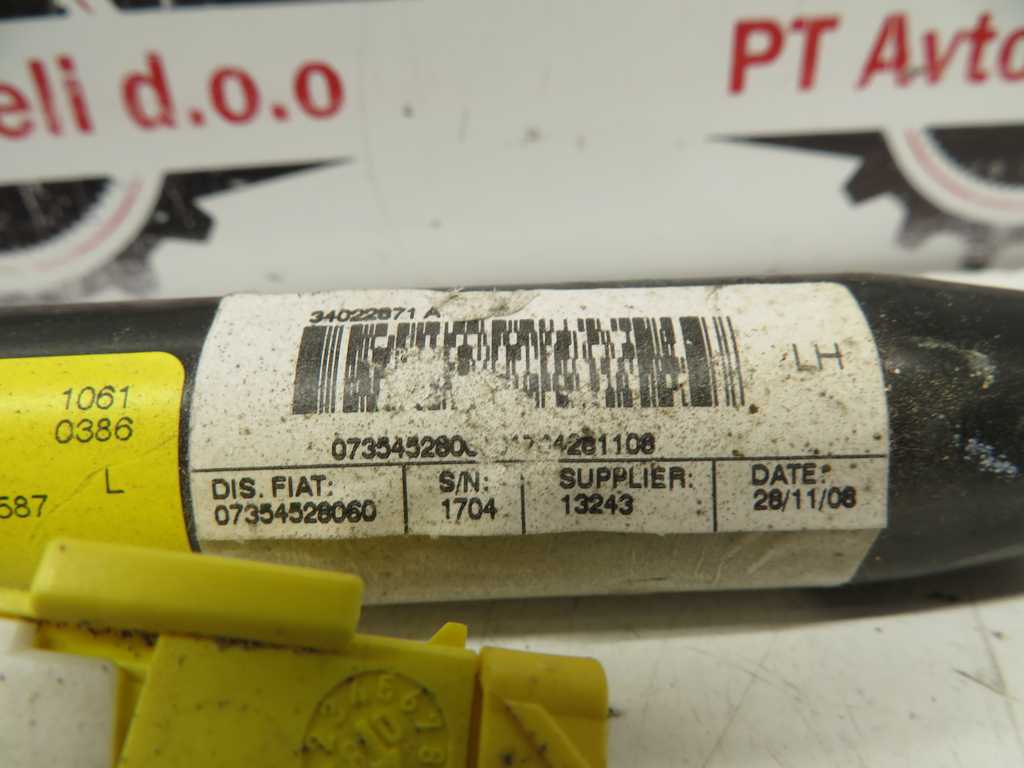 eli d.o.o
PT Avto
34022871 A
LH
1061
0386
L
587
DIS. FIAT:
07354528060
S/N:
1704
SUPPLIER:
13243
DATE:
28/11/08